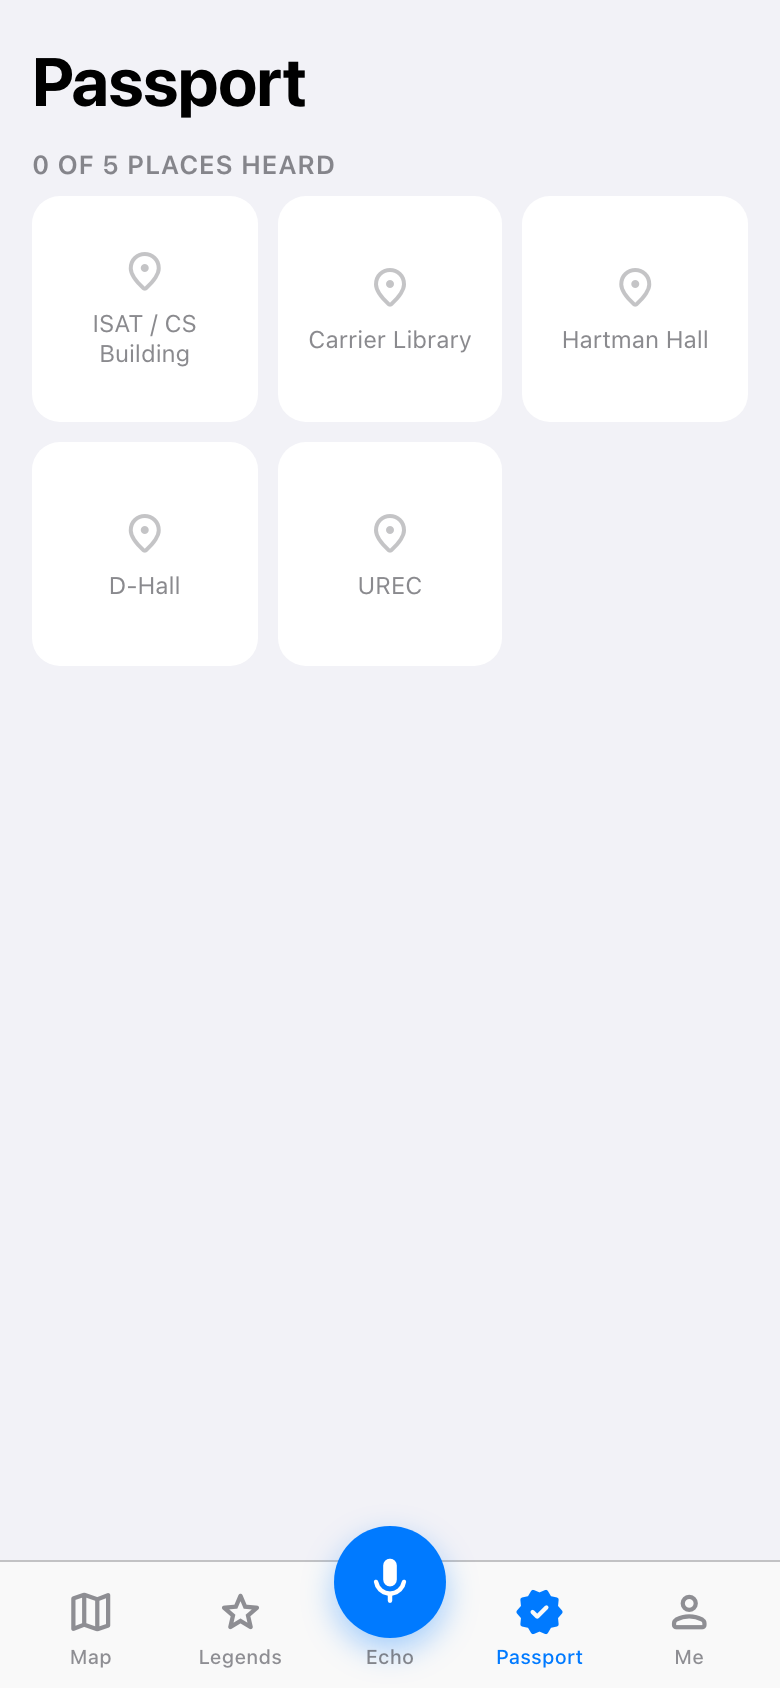 Passport
0 OF 5 PLACES HEARD
ISAT / CS
Building
Carrier Library
Hartman Hall
D-Hall
UREC
Map
Legends
Echo
Passport
Me